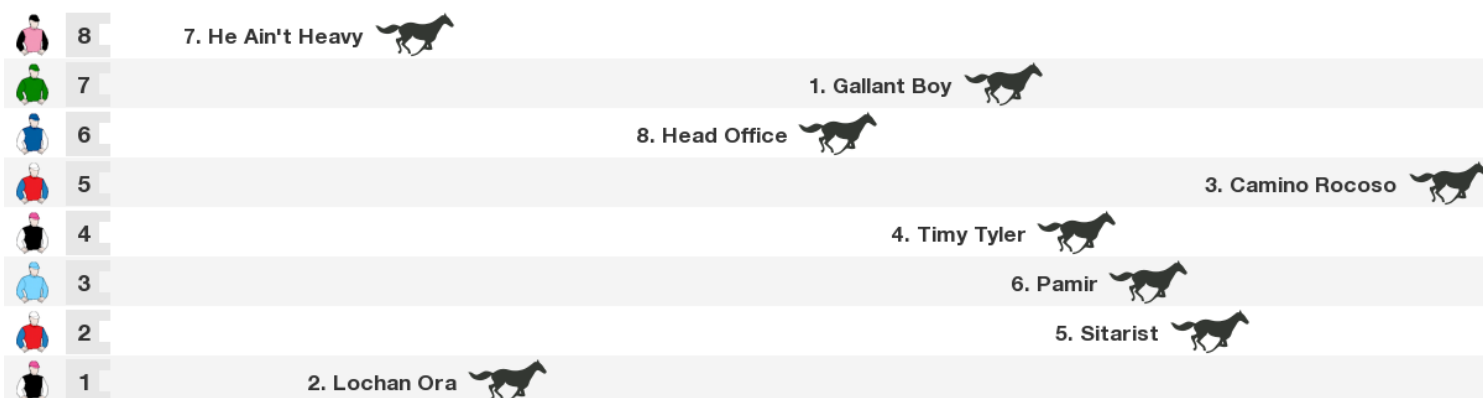 8 7. He Ain't Heavy
7 1. Gallant Boy
6 8. Head Office
5 3. Camino Rocoso
4 4. Timy Tyler
3 6. Pamir
2 5. Sitarist
1 2. Lochan Ora